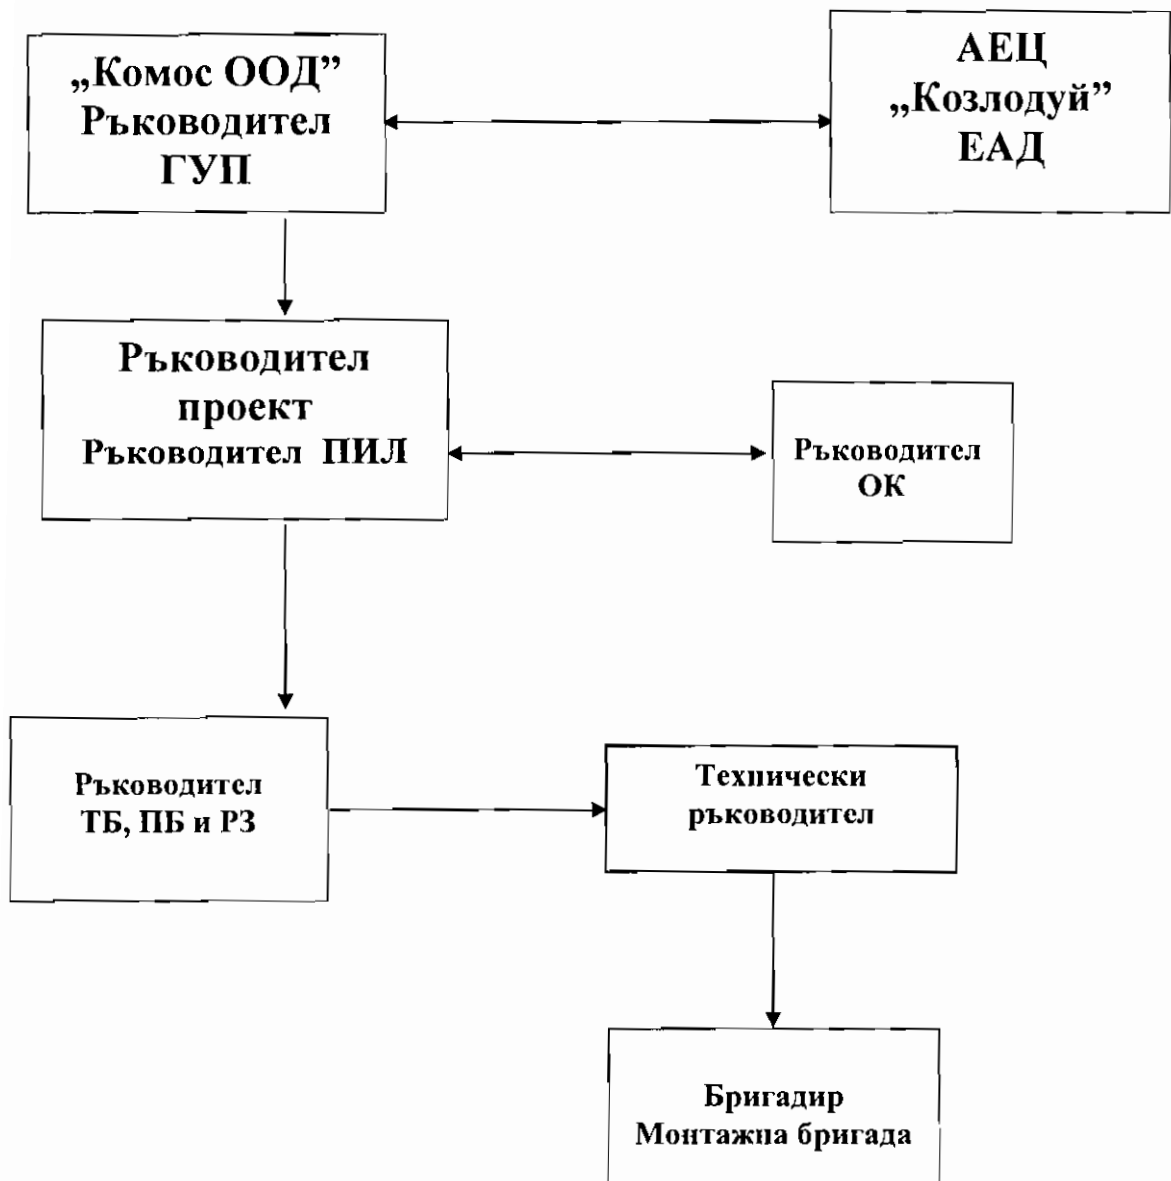 „Комос ООД”
Ръководител
ГУП
АЕЦ
„Козлодуй”
ЕАД
Ръководител
проект
Ръководител ПИЛ
Ръководител
ОК
Ръководител
ТБ, ПБ и РЗ
Технически
ръководител
Бригадир
Монтажна бригада